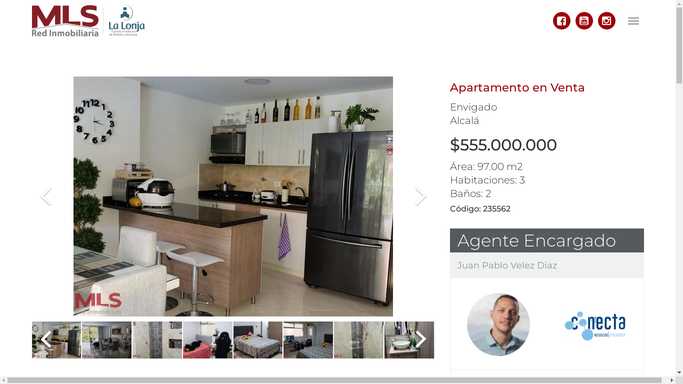 MLS
Red Inmobiliaria
La Lonja
Apartamento en Venta
Envigado
Alcalá
$555.000.000
Área: 97.00 m2
Habitaciones: 3
Baños: 2
Código: 235562
MLS
Agente Encargado
Juan Pablo Velez Diaz
conecta